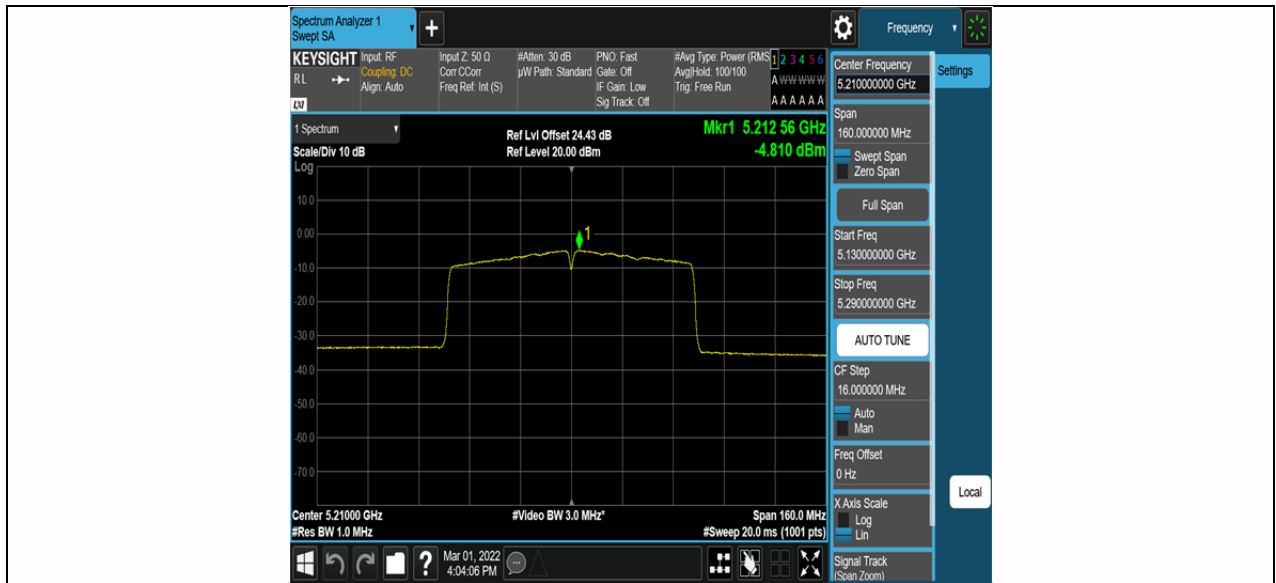 Spectrum Analyzer 1
Swept SA
+
Frequency
KEYSIGHT
RL
LXI
Input: RF
Coupling: DC
Align: Auto
Input Z: 50 Ω
Corr CCorr
Freq Ref: Int (S)
#Atten: 30 dB
µW Path: Standard
PNO: Fast
Gate: Off
IF Gain: Low
Sig Track: Off
#Avg Type: Power (RMS
Avg|Hold: 100/100
Trig: Free Run
1 2 3 4 5 6
A W W W W W
A A A A A A
1 Spectrum
Scale/Div 10 dB
Log
Ref Lvl Offset 24.43 dB
Ref Level 20.00 dBm
Mkr1 5.212 56 GHz
-4.810 dBm
10.0
0.00
-10.0
-20.0
-30.0
-40.0
-50.0
-60.0
-70.0
1
Center 5.21000 GHz
#Res BW 1.0 MHz
#Video BW 3.0 MHz*
Span 160.0 MHz
#Sweep 20.0 ms (1001 pts)
?
Mar 01, 2022
4:04:06 PM
Center Frequency
5.210000000 GHz
Span
160.000000 MHz
Swept Span
Zero Span
Full Span
Start Freq
5.130000000 GHz
Stop Freq
5.290000000 GHz
AUTO TUNE
CF Step
16.000000 MHz
Auto
Man
Freq Offset
0 Hz
X Axis Scale
Log
Lin
Signal Track
(Span Zoom)
Settings
Local